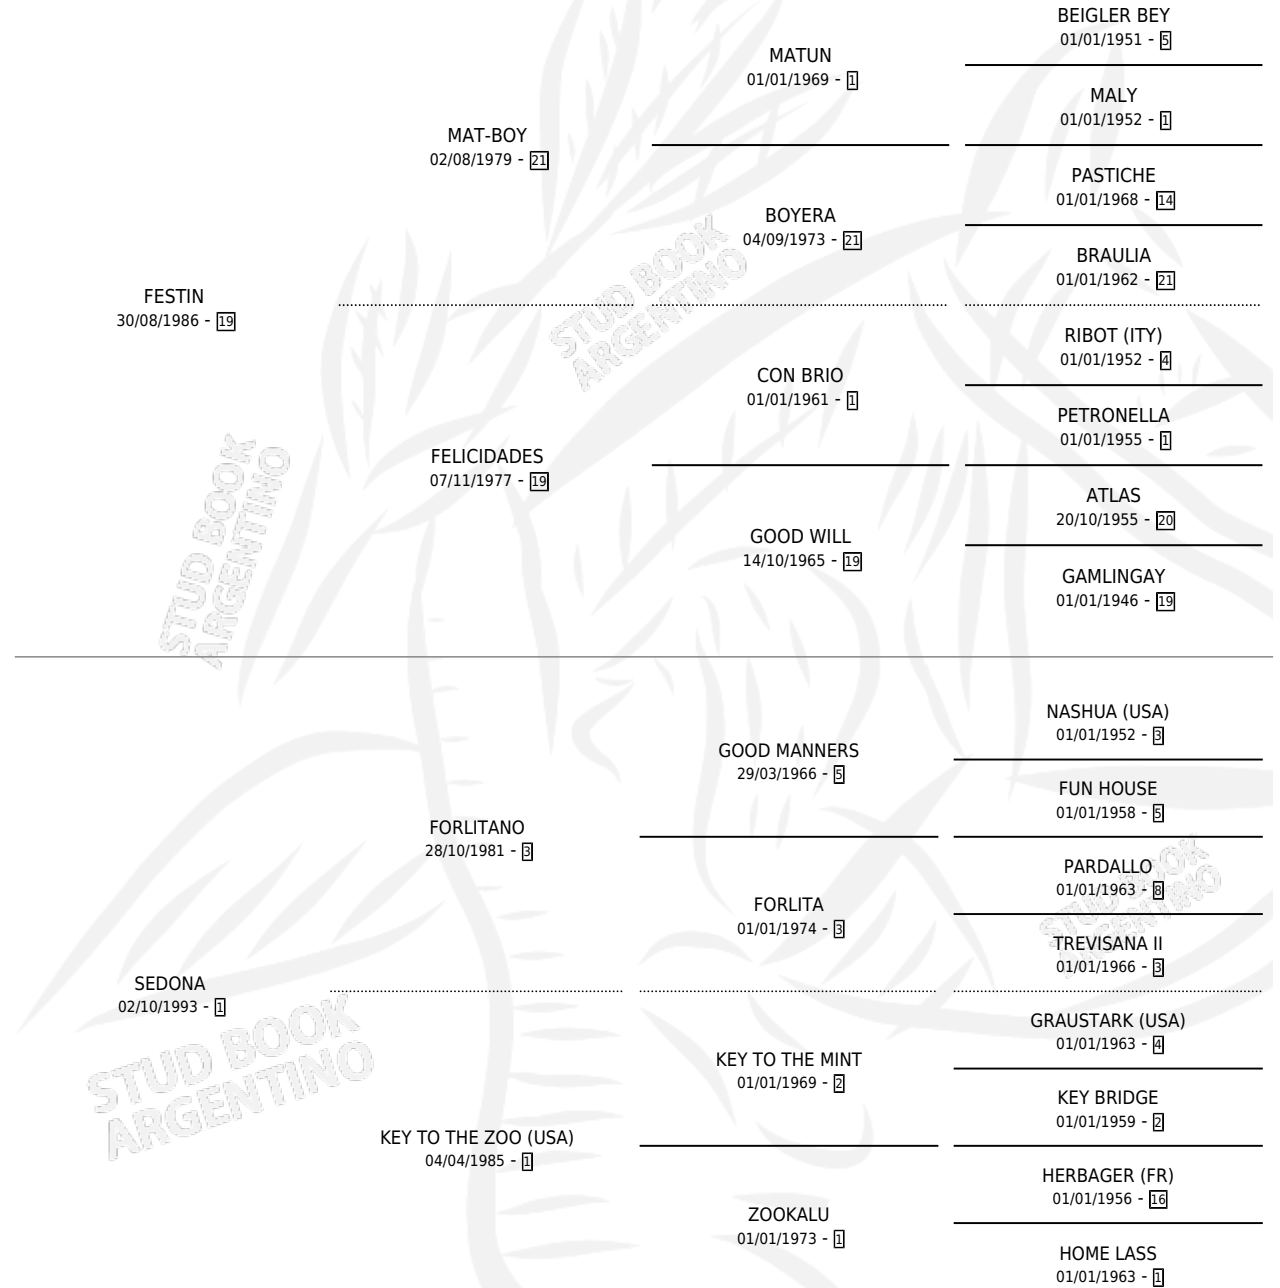 BEIGLER BEY
01/01/1951 - 5
MATUN
01/01/1969 - 1
MALY
01/01/1952 - 1
MAT-BOY
02/08/1979 - 21
PASTICHE
01/01/1968 - 14
BOYERA
04/09/1973 - 21
BRAULIA
01/01/1962 - 21
FESTIN
30/08/1986 - 19
RIBOT (ITY)
01/01/1952 - 4
CON BRIO
01/01/1961 - 1
PETRONELLA
01/01/1955 - 1
FELICIDADES
07/11/1977 - 19
ATLAS
20/10/1955 - 20
GOOD WILL
14/10/1965 - 19
GAMLINGAY
01/01/1946 - 19
STUD BOOK
ARGENTINO
STUD BOOK
ARGENTINO
NASHUA (USA)
01/01/1952 - 3
GOOD MANNERS
29/03/1966 - 5
FUN HOUSE
01/01/1958 - 5
FORLITANO
28/10/1981 - 3
PARDALLO
01/01/1963 - 8
FORLITA
01/01/1974 - 3
TREVISANA II
01/01/1966 - 3
SEDONA
02/10/1993 - 1
GRAUSTARK (USA)
01/01/1963 - 4
KEY TO THE MINT
01/01/1969 - 2
KEY BRIDGE
01/01/1959 - 2
KEY TO THE ZOO (USA)
04/04/1985 - 1
HERBAGER (FR)
01/01/1956 - 16
ZOOKALU
01/01/1973 - 1
HOME LASS
01/01/1963 - 1
STUD BOOK
ARGENTINO
STUD BOOK
ARGENTINO